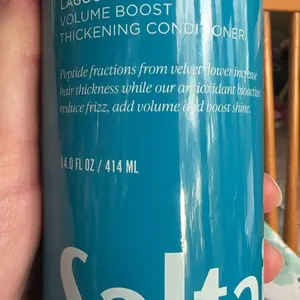 VOLUME BOOST
THICKENING CONDITIONER
Peptide fractions from velvet flower increase
hair thickness while our antioxidant bioactives
reduce frizz, add volume and boost shine.
14.0 FL OZ / 414 ML